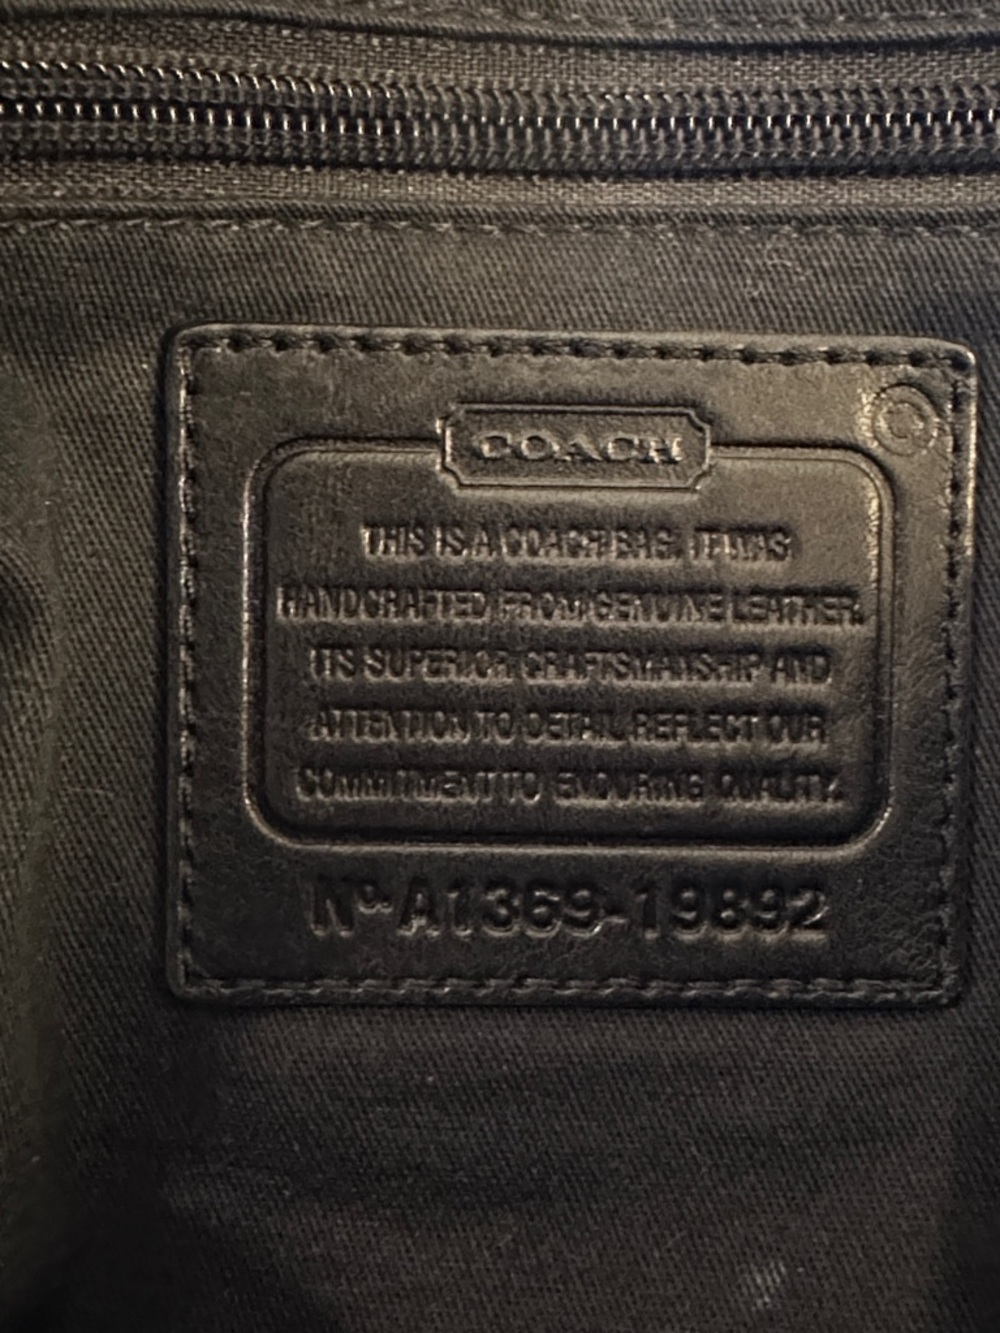 COACH
THIS IS A COACH BAG. IT WAS
HANDCRAFTED FROM GENUINE LEATHER.
ITS SUPERIOR CRAFTSMANSHIP AND
ATTENTION TO DETAIL REFLECT OUR
COMMITMENT TO ENDURING QUALITY.
Nº A1369-19892